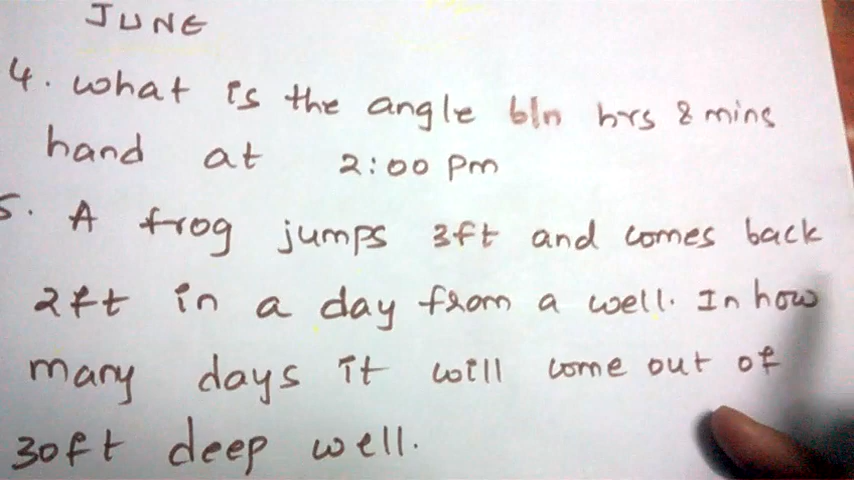 JUNE
4. what is the angle bln hrs & mins
hand at 2:00 pm
5. A frog jumps 3ft and comes back
2ft in a day from a well. In how
many days it will come out of
30ft deep well.